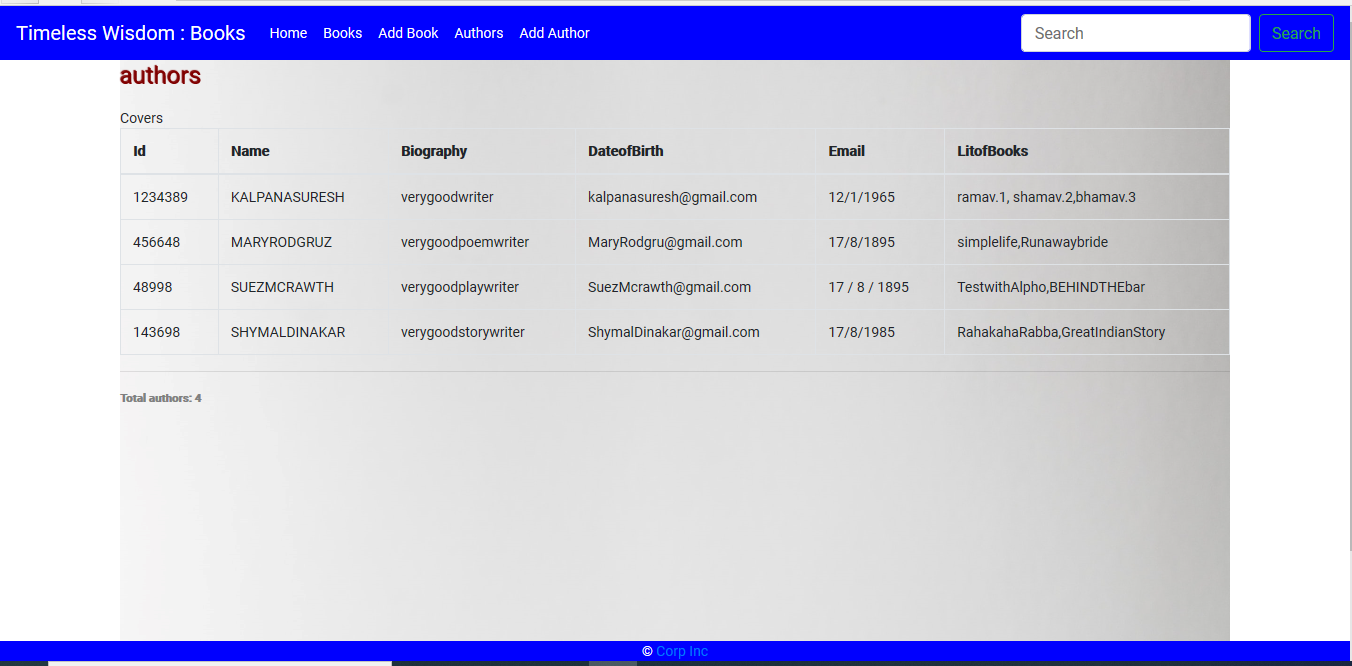 Timeless Wisdom : Books Home Books Add Book Authors Add Author Search Search
authors
Covers
Id Name Biography DateofBirth Email LitofBooks
1234389 KALPANASURESH verygoodwriter kalpanasuresh@gmail.com 12/1/1965 ramav.1, shamav.2,bhamav.3
456648 MARYRODGRUZ verygoodpoemwriter MaryRodgru@gmail.com 17/8/1895 simplelife,Runawaybride
48998 SUEZMCRAWTH verygoodplaywriter SuezMcrawth@gmail.com 17 / 8 / 1895 TestwithAlpho,BEHINDTHEbar
143698 SHYMALDINAKAR verygoodstorywriter ShymalDinakar@gmail.com 17/8/1985 RahakahaRabba,GreatIndianStory
Total authors: 4
© Corp Inc